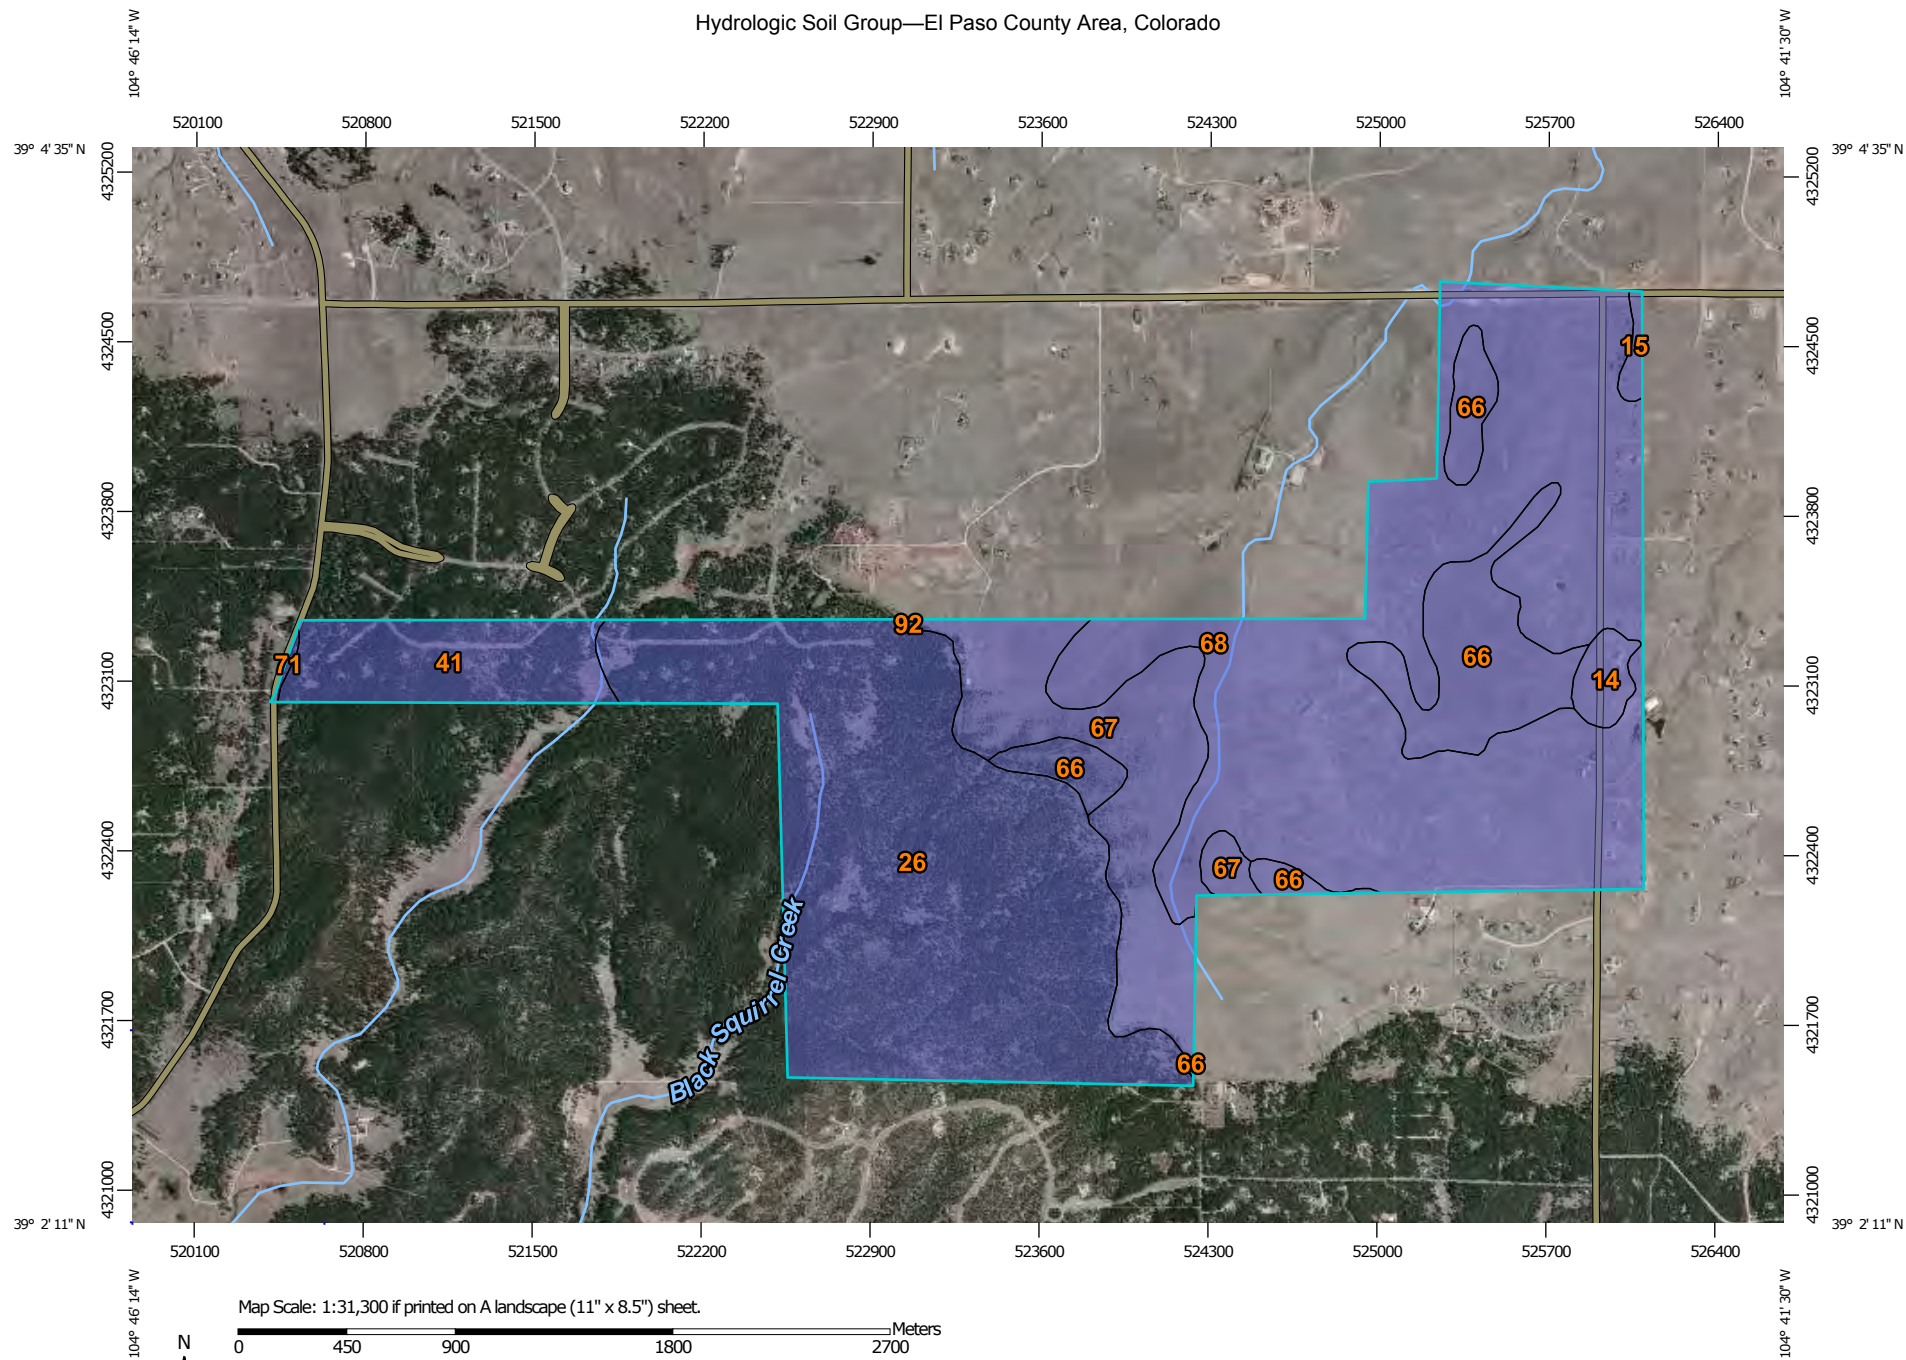 Hydrologic Soil Group—El Paso County Area, Colorado
104° 46' 14" W
104° 41' 30" W
520100 520800 521500 522200 522900 523600 524300 525000 525700 526400
39° 4' 35" N
39° 4' 35" N
4325200
4325200
4324500
4324500
15
66
4323800
4323800
92
68
71
41
66
14
4323100
4323100
67
66
4322400
4322400
26
67
66
Black Squirrel Creek
4321700
4321700
66
4321000
4321000
39° 2' 11" N
39° 2' 11" N
520100 520800 521500 522200 522900 523600 524300 525000 525700 526400
104° 46' 14" W
104° 41' 30" W
Map Scale: 1:31,300 if printed on A landscape (11" x 8.5") sheet.
Meters
N
0 450 900 1800 2700